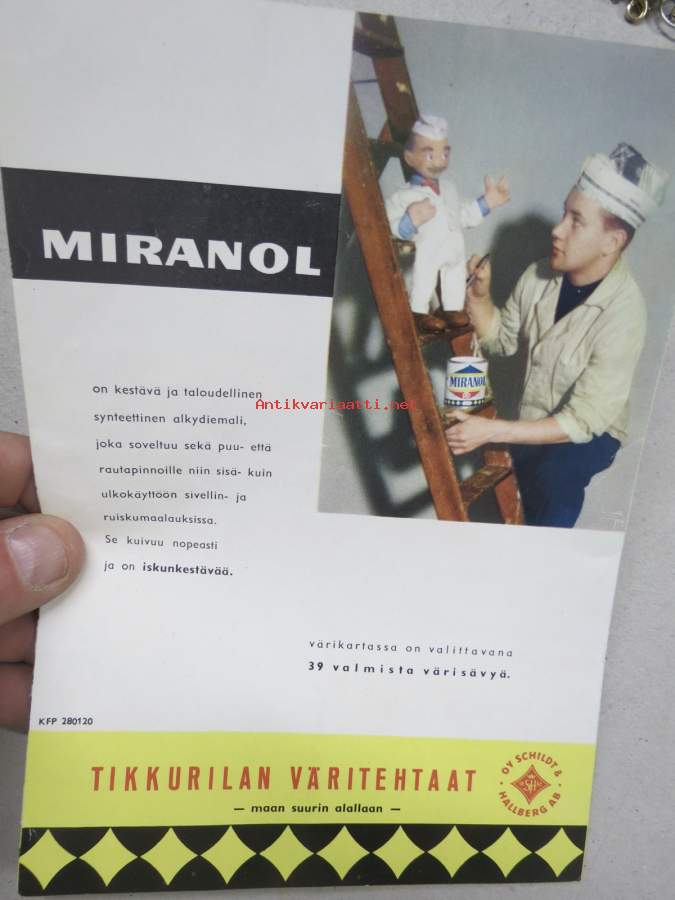 MIRANOL
MIRANOL
on kestävä ja taloudellinen
synteettinen alkydiemali,
joka soveltuu sekä puu- että
rautapinnoille niin sisä- kuin
ulkokäyttöön sivellin- ja
ruiskumaalauksissa.
Se kuivuu nopeasti
ja on iskunkestävää.
Antikvariaatti.net
värikartassa on valittavana
39 valmista värisävyä.
KFP 280120
TIKKURILAN VÄRITEHTAAT
— maan suurin alallaan —
OY SCHILDT &
HALLBERG AB
SH